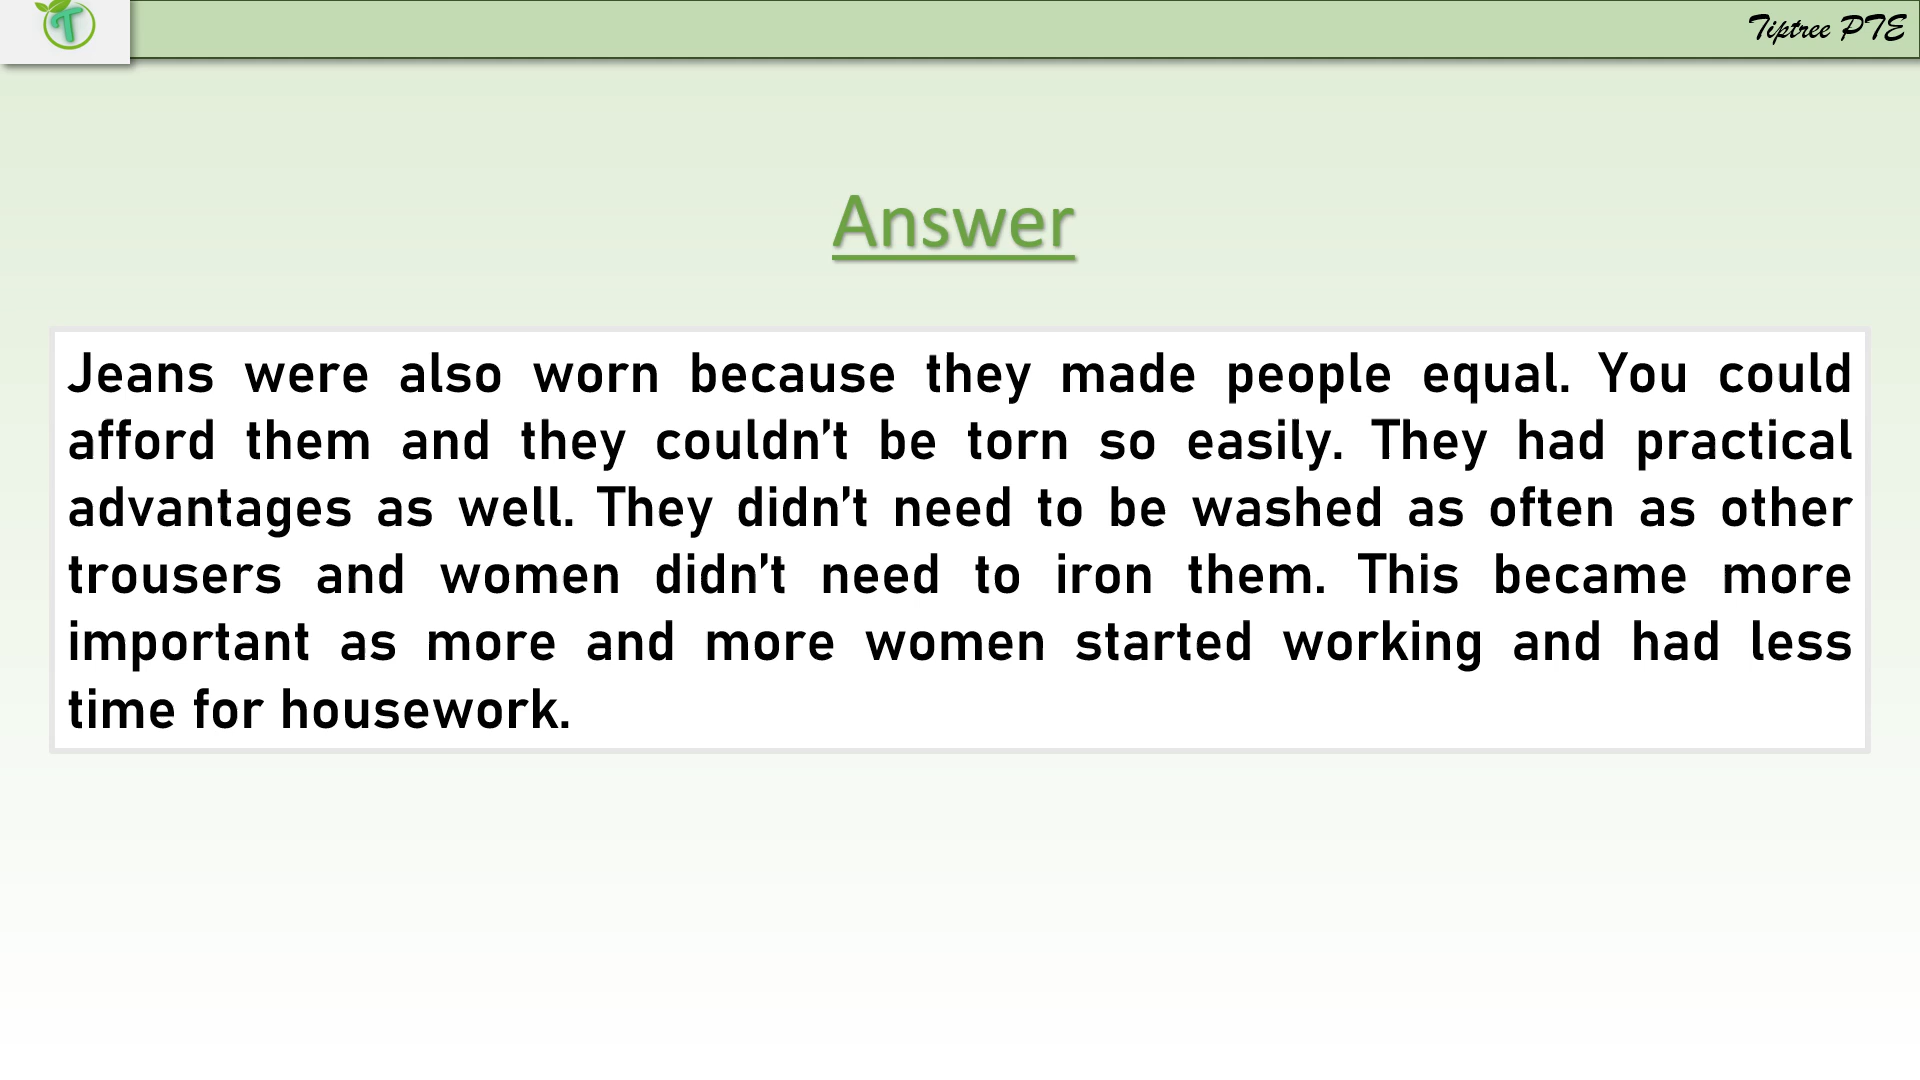 T
Tiptree PTE
Answer
Jeans were also worn because they made people equal. You could
afford them and they couldn’t be torn so easily. They had practical
advantages as well. They didn’t need to be washed as often as other
trousers and women didn’t need to iron them. This became more
important as more and more women started working and had less
time for housework.